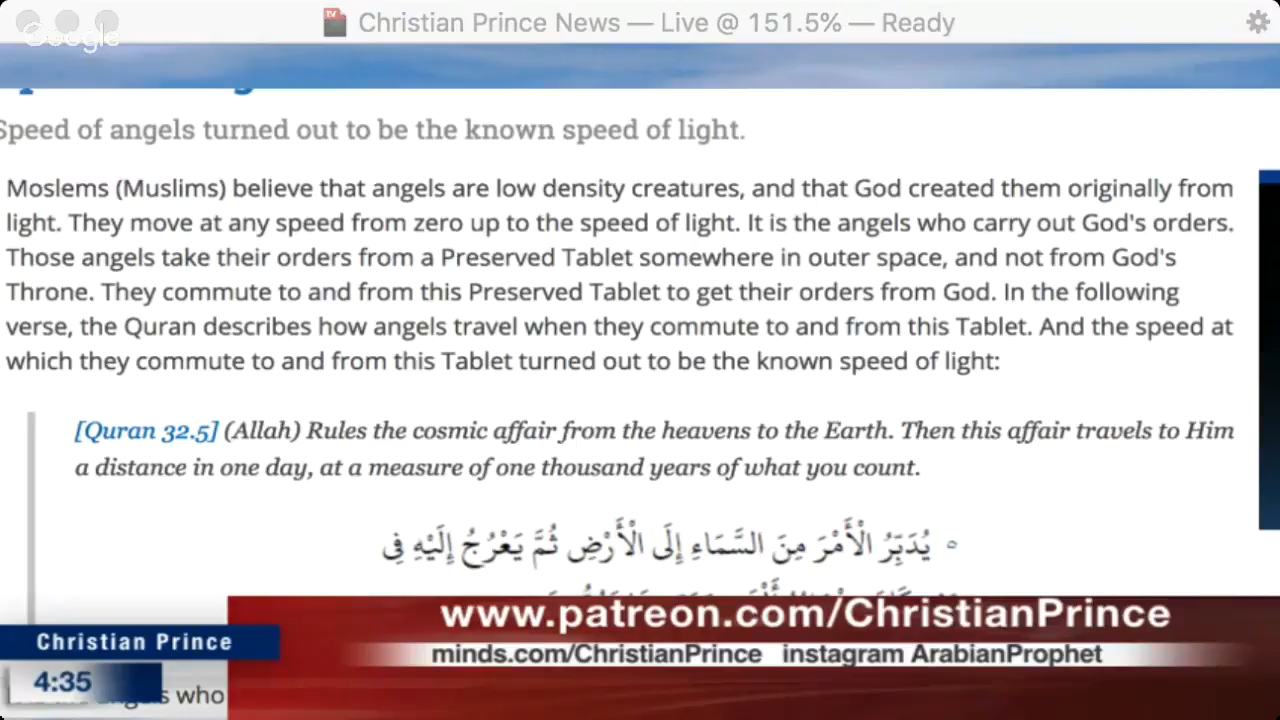 Christian Prince News — Live @ 151.5% — Ready
Google
Speed of angels turned out to be the known speed of light.
Moslems (Muslims) believe that angels are low density creatures, and that God created them originally from
light. They move at any speed from zero up to the speed of light. It is the angels who carry out God's orders.
Those angels take their orders from a Preserved Tablet somewhere in outer space, and not from God's
Throne. They commute to and from this Preserved Tablet to get their orders from God. In the following
verse, the Quran describes how angels travel when they commute to and from this Tablet. And the speed at
which they commute to and from this Tablet turned out to be the known speed of light:
[Quran 32.5] (Allah) Rules the cosmic affair from the heavens to the Earth. Then this affair travels to Him
a distance in one day, at a measure of one thousand years of what you count.
٥ يُدَبِّرُ الْأَمْرَ مِنَ السَّمَاءِ إِلَى الْأَرْضِ ثُمَّ يَعْرُجُ إِلَيْهِ فِي
www.patreon.com/ChristianPrince
Christian Prince
minds.com/ChristianPrince instagram ArabianProphet
4:35
who